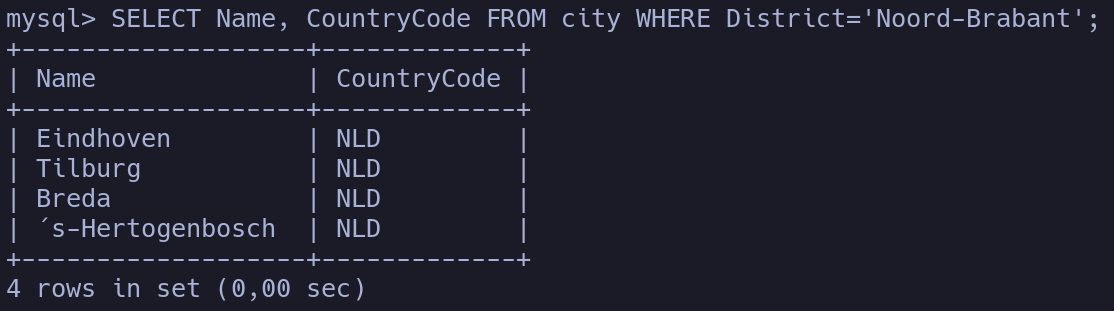 mysql> SELECT Name, CountryCode FROM city WHERE District='Noord-Brabant';
+-------------------+-------------+
| Name              | CountryCode |
+-------------------+-------------+
| Eindhoven         | NLD         |
| Tilburg           | NLD         |
| Breda             | NLD         |
| ´s-Hertogenbosch  | NLD         |
+-------------------+-------------+
4 rows in set (0,00 sec)